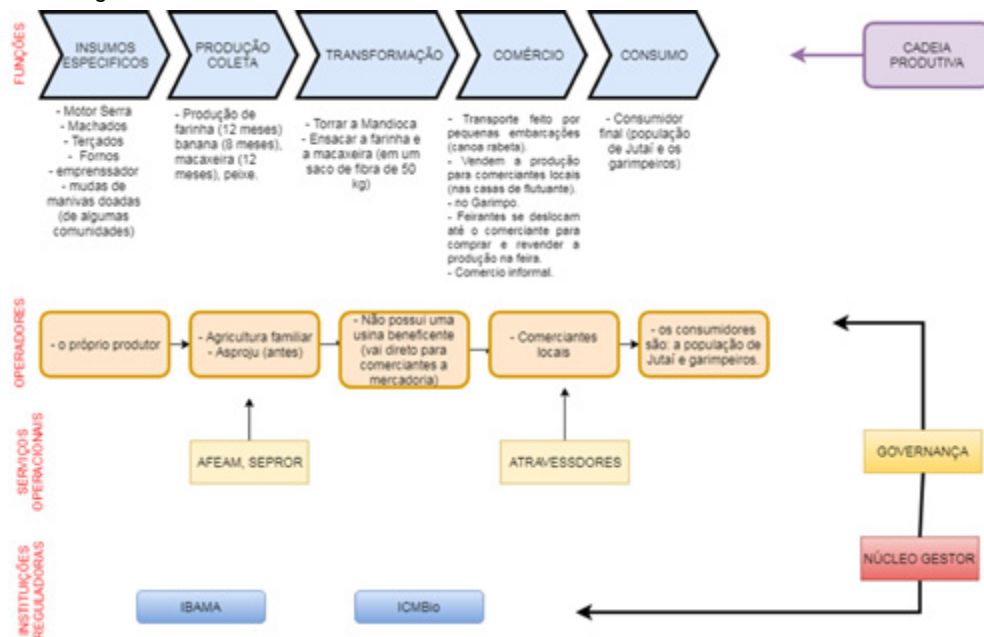 FUNÇÕES
INSUMOS
ESPECIFICOS
PRODUÇÃO
COLETA
TRANSFORMAÇÃO
COMÉRCIO
CONSUMO
CADEIA
PRODUTIVA
- Motor Serra
- Machados
- Terçados
- Fornos
- emprenssador
- mudas de
manivas doadas
(de algumas
comunidades)
- Produção de
farinha (12 meses)
banana (8 meses),
macaxeira (12
meses), peixe.
- Torrar a Mandioca
- Ensacar a farinha e
a macaxeira (em um
saco de fibra de 50
kg)
- Transporte feito por
pequenas embarcações
(canoa rabeta).
- Vendem a produção
para comerciantes locais
(nas casas de flutuante).
- no Garimpo.
- Feirantes se deslocam
até o comerciante para
comprar e revender a
produção na feira.
- Comercio informal.
- Consumidor
final (população
de Jutaí e os
garimpeiros)
OPERADORES
- o próprio produtor
- Agricultura familiar
- Asproju (antes)
- Não possui uma
usina beneficente
(vai direto para
comerciantes a
mercadoria)
- Comerciantes
locais
- os consumidores
são: a população de
Jutaí e garimpeiros.
SERVIÇOS
OPERACIONAIS
AFEAM, SEPROR
ATRAVESSDORES
GOVERNANÇA
NÚCLEO GESTOR
INSTITUIÇÕES
REGULADORAS
IBAMA
ICMBio